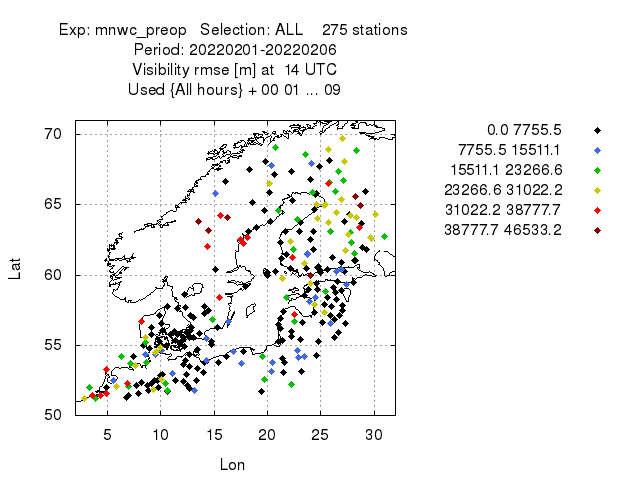 Exp: mnwc_preop   Selection: ALL    275 stations
Period: 20220201-20220206
Visibility rmse [m] at  14 UTC
Used {All hours} + 00 01 ... 09
0.0 7755.5
7755.5 15511.1
15511.1 23266.6
23266.6 31022.2
31022.2 38777.7
38777.7 46533.2
70
65
60
55
50
Lat
5 10 15 20 25 30
Lon